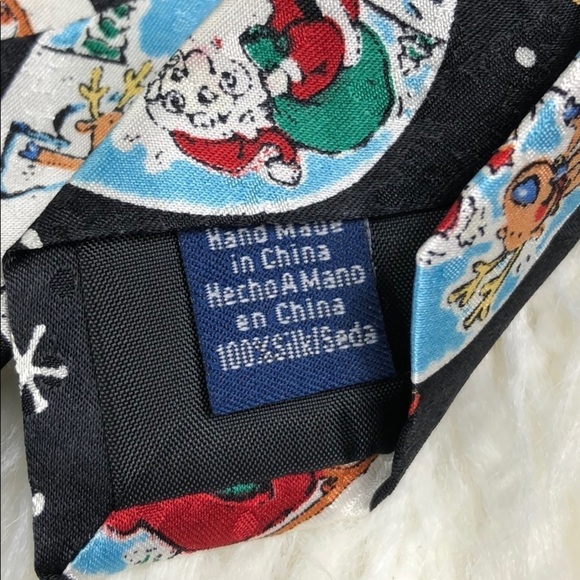 Hand Made
in China
Hecho A Mano
en China
100%Silk/Seda